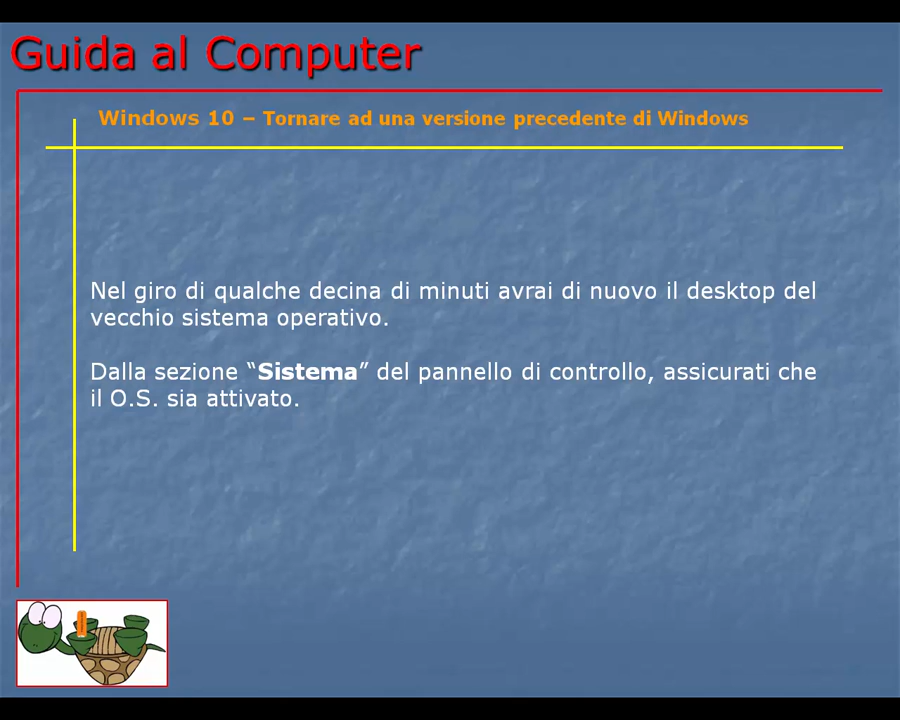 Guida al Computer
Windows 10 – Tornare ad una versione precedente di Windows
Nel giro di qualche decina di minuti avrai di nuovo il desktop del
vecchio sistema operativo.
Dalla sezione “Sistema” del pannello di controllo, assicurati che
il O.S. sia attivato.